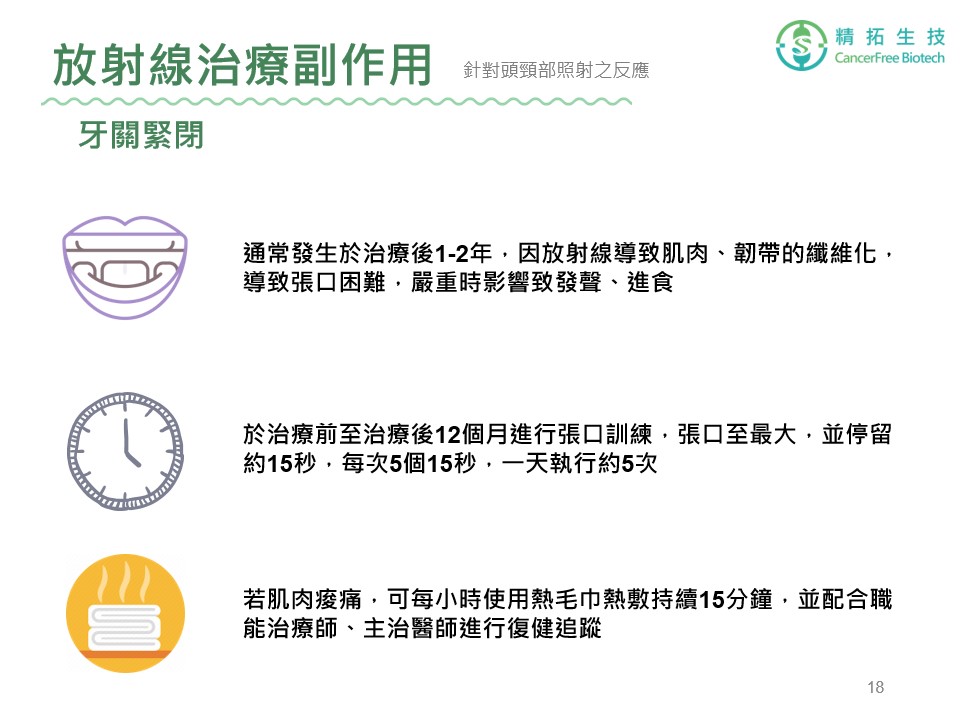 放射線治療副作用
針對頭頸部照射之反應
精拓生技
CancerFree Biotech
牙關緊閉
通常發生於治療後1-2年，因放射線導致肌肉、韌帶的纖維化，
導致張口困難，嚴重時影響致發聲、進食
於治療前至治療後12個月進行張口訓練，張口至最大，並停留
約15秒，每次5個15秒，一天執行約5次
若肌肉痠痛，可每小時使用熱毛巾熱敷持續15分鐘，並配合職
能治療師、主治醫師進行復健追蹤
18